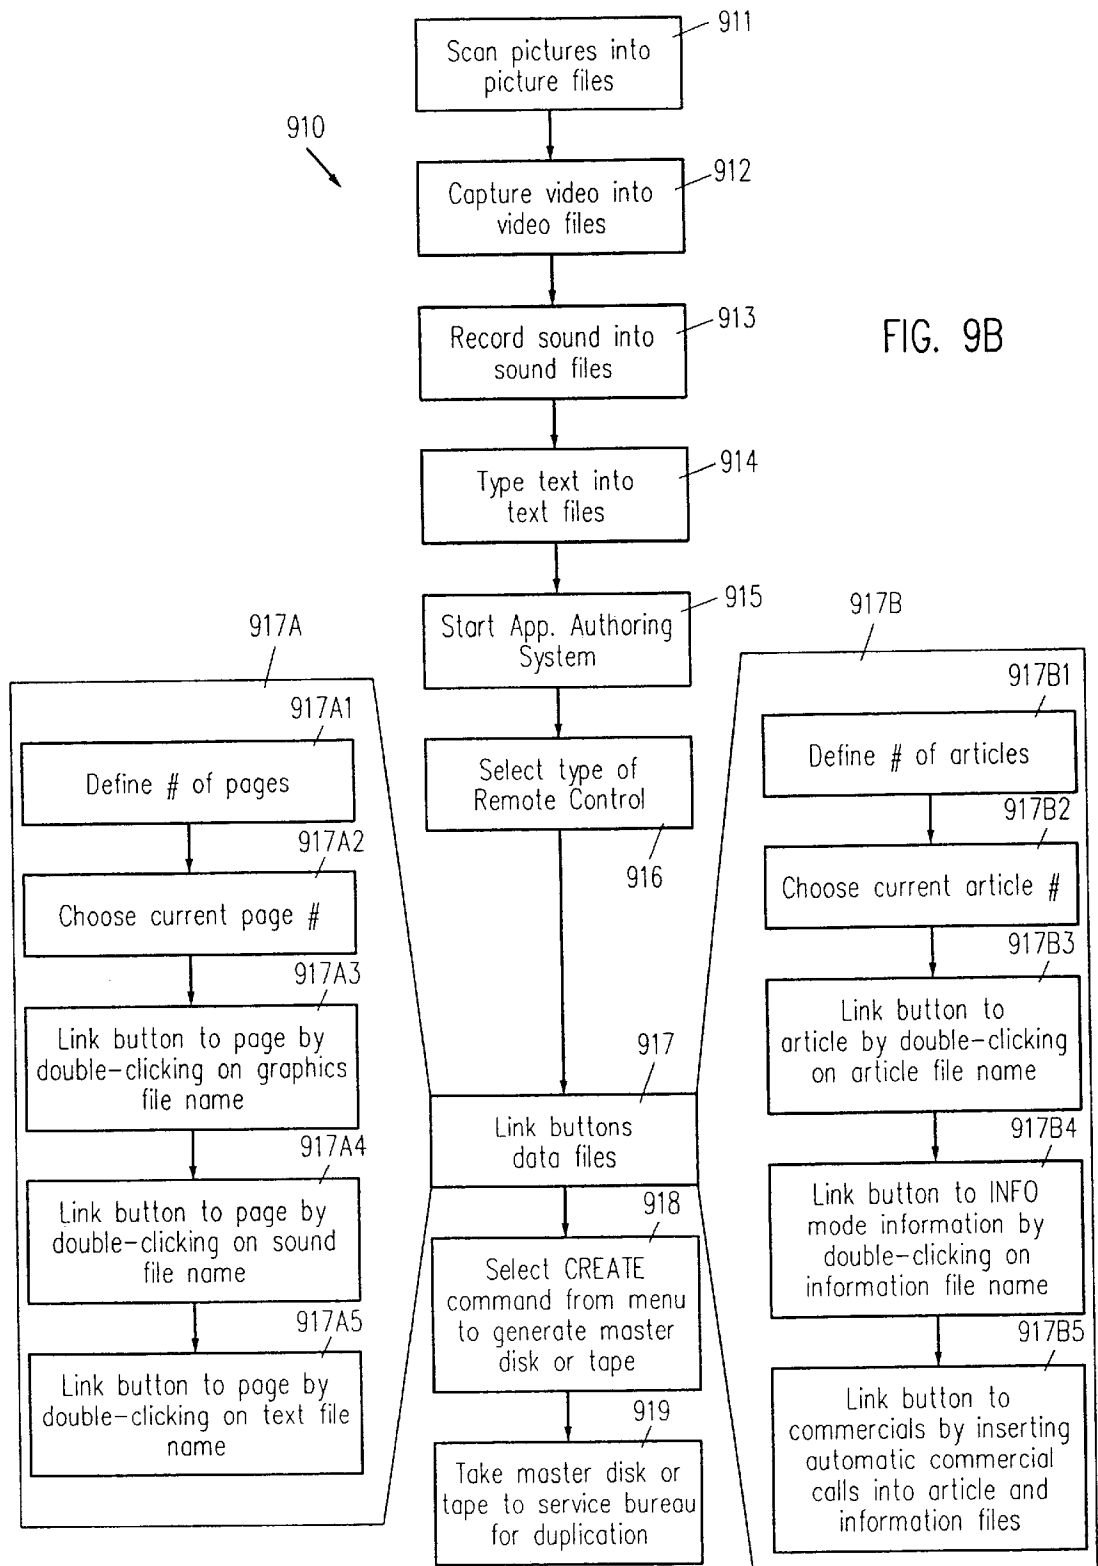 911
Scan pictures into
picture files
910
912
Capture video into
video files
913
Record sound into
sound files
FIG. 9B
914
Type text into
text files
915
Start App. Authoring
System
916
Select type of
Remote Control
917A
917A1
Define # of pages
917A2
Choose current page #
917A3
Link button to page by
double-clicking on graphics
file name
917A4
Link button to page by
double-clicking on sound
file name
917A5
Link button to page by
double-clicking on text file
name
917
Link buttons
data files
918
Select CREATE
command from menu
to generate master
disk or tape
919
Take master disk or
tape to service bureau
for duplication
917B
917B1
Define # of articles
917B2
Choose current article #
917B3
Link button to
article by double-clicking
on article file name
917B4
Link button to INFO
mode information by
double-clicking on
information file name
917B5
Link button to
commercials by inserting
automatic commercial
calls into article and
information files